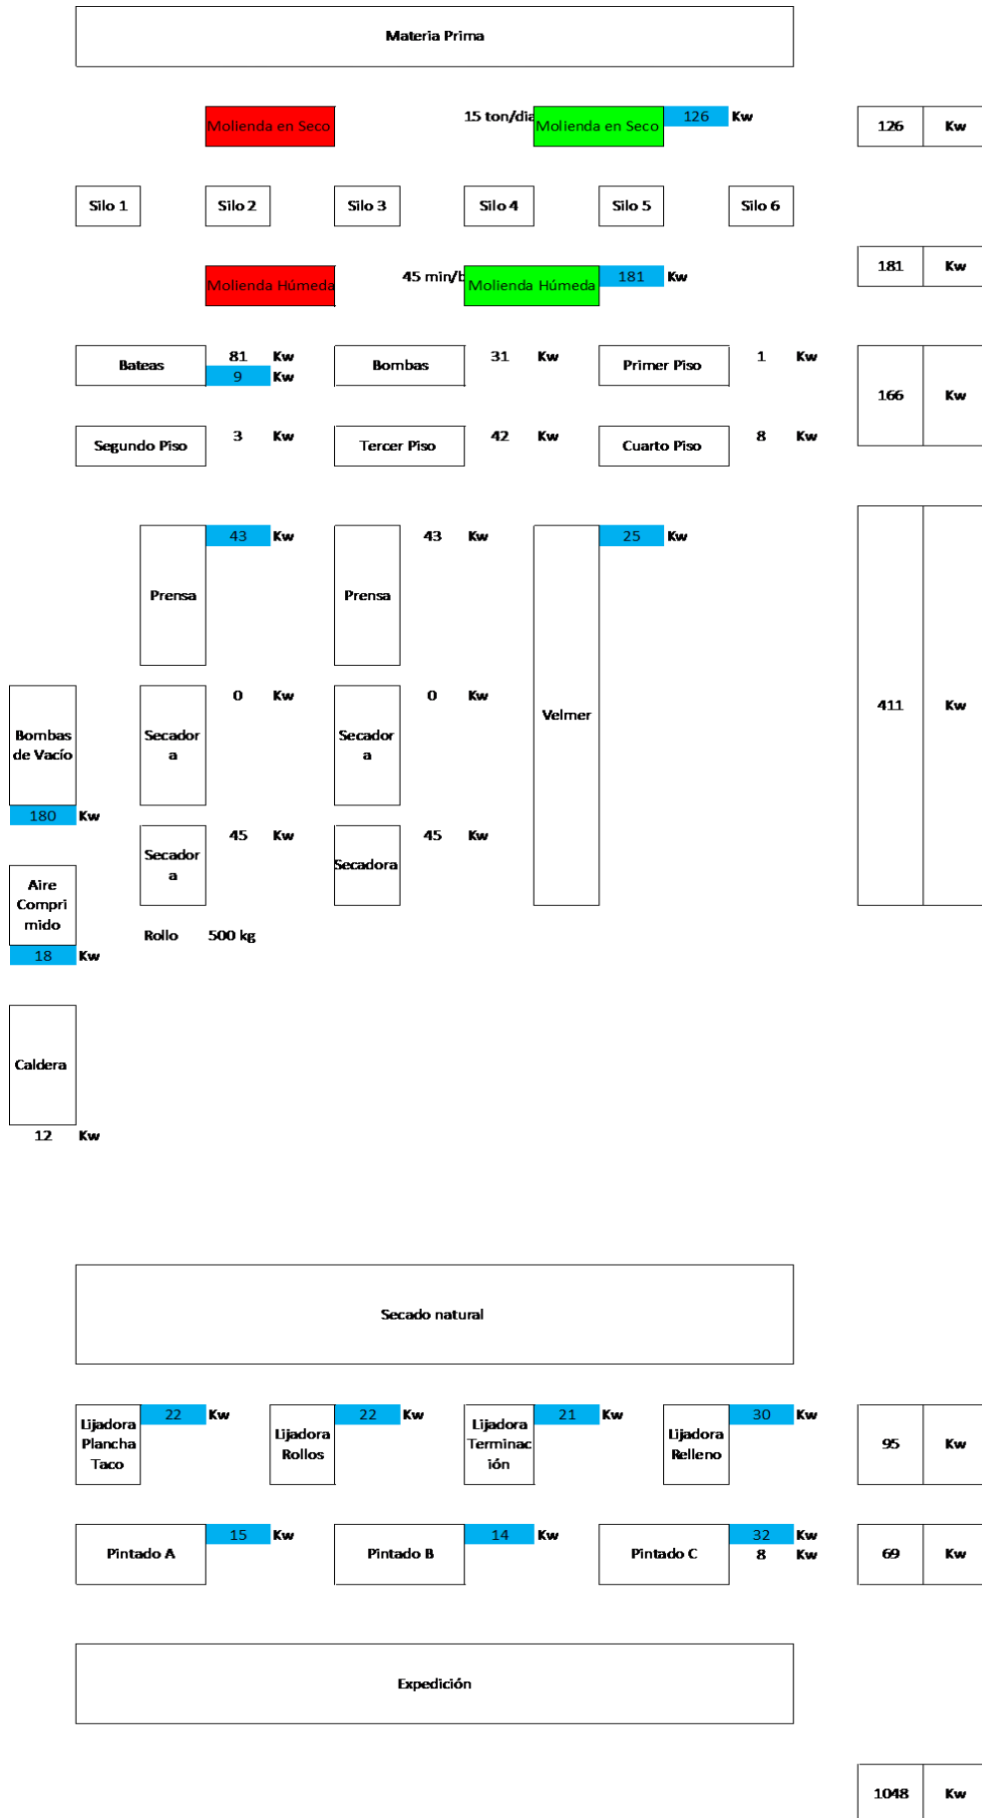 Materia Prima
Molienda en Seco
15 ton/dia
Molienda en Seco
126 Kw
126 Kw
Silo 1
Silo 2
Silo 3
Silo 4
Silo 5
Silo 6
Molienda Húmeda
45 min/b
Molienda Húmeda
181 Kw
181 Kw
Bateas
81 Kw
9 Kw
Bombas
31 Kw
Primer Piso
1 Kw
166 Kw
Segundo Piso
3 Kw
Tercer Piso
42 Kw
Cuarto Piso
8 Kw
Prensa
43 Kw
Prensa
43 Kw
Velmer
25 Kw
411 Kw
Bombas
de Vacío
180 Kw
Secador
a
0 Kw
Secador
a
0 Kw
Secador
a
45 Kw
Secadora
45 Kw
Aire
Compri
mido
18 Kw
Rollo 500 kg
Caldera
12 Kw
Secado natural
Lijadora
Plancha
Taco
22 Kw
Lijadora
Rollos
22 Kw
Lijadora
Terminac
ión
21 Kw
Lijadora
Relleno
30 Kw
95 Kw
Pintado A
15 Kw
Pintado B
14 Kw
Pintado C
32 Kw
8 Kw
69 Kw
Expedición
1048 Kw